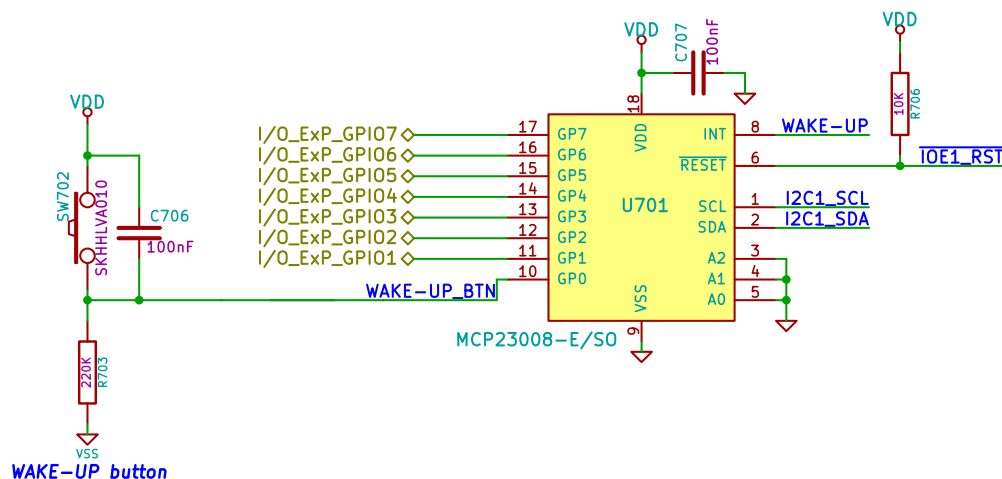 VDD
SW702
SKHHLVA010
C706
100nF
220K
R703
VSS
WAKE-UP button
I/O_ExP_GPIO7
I/O_ExP_GPIO6
I/O_ExP_GPIO5
I/O_ExP_GPIO4
I/O_ExP_GPIO3
I/O_ExP_GPIO2
I/O_ExP_GPIO1
WAKE-UP_BTN
17 GP7
16 GP6
15 GP5
14 GP4
13 GP3
12 GP2
11 GP1
10 GP0
VDD
C707
100nF
18
VDD
U701
VSS
9
MCP23008-E/SO
INT 8 WAKE-UP
RESET 6 IOE1_RST
SCL 1 I2C1_SCL
SDA 2 I2C1_SDA
A2 3
A1 4
A0 5
VDD
10K
R706